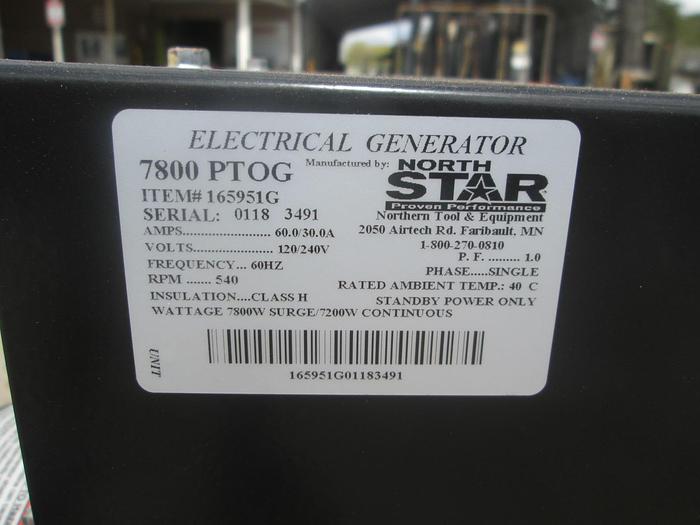 ELECTRICAL GENERATOR
7800 PTOG
Manufactured by: NORTH
STAR
Proven Performance
ITEM# 165951G
SERIAL: 0118 3491
Northern Tool & Equipment
AMPS.................. 60.0/30.0A
2050 Airtech Rd. Faribault, MN
VOLTS.................. 120/240V
1-800-270-0810
P. F. ......... 1.0
FREQUENCY... 60HZ
PHASE.....SINGLE
RPM ....... 540
RATED AMBIENT TEMP.: 40 C
INSULATION....CLASS H
STANDBY POWER ONLY
WATTAGE 7800W SURGE/7200W CONTINUOUS
UNIT
165951G01183491